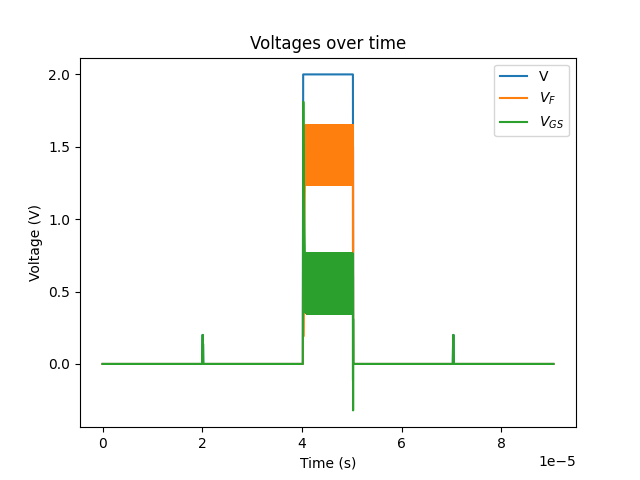 Voltages over time
V
V_F
V_GS
Voltage (V)
2.0
1.5
1.0
0.5
0.0
0 2 4 6 8
1e−5
Time (s)